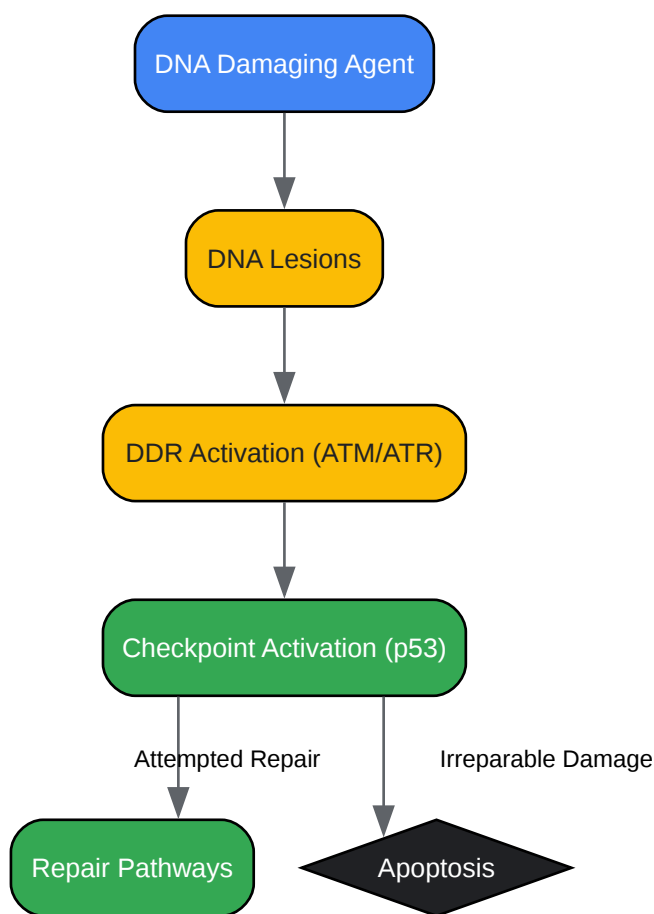 DNA Damaging Agent
DNA Lesions
DDR Activation (ATM/ATR)
Checkpoint Activation (p53)
Attempted Repair
Irreparable Damage
Repair Pathways
Apoptosis